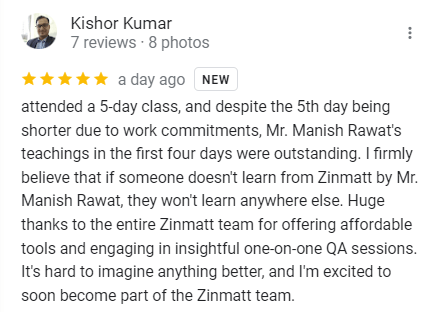 Kishor Kumar
7 reviews · 8 photos
a day ago NEW
attended a 5-day class, and despite the 5th day being
shorter due to work commitments, Mr. Manish Rawat's
teachings in the first four days were outstanding. I firmly
believe that if someone doesn't learn from Zinmatt by Mr.
Manish Rawat, they won't learn anywhere else. Huge
thanks to the entire Zinmatt team for offering affordable
tools and engaging in insightful one-on-one QA sessions.
It's hard to imagine anything better, and I'm excited to
soon become part of the Zinmatt team.